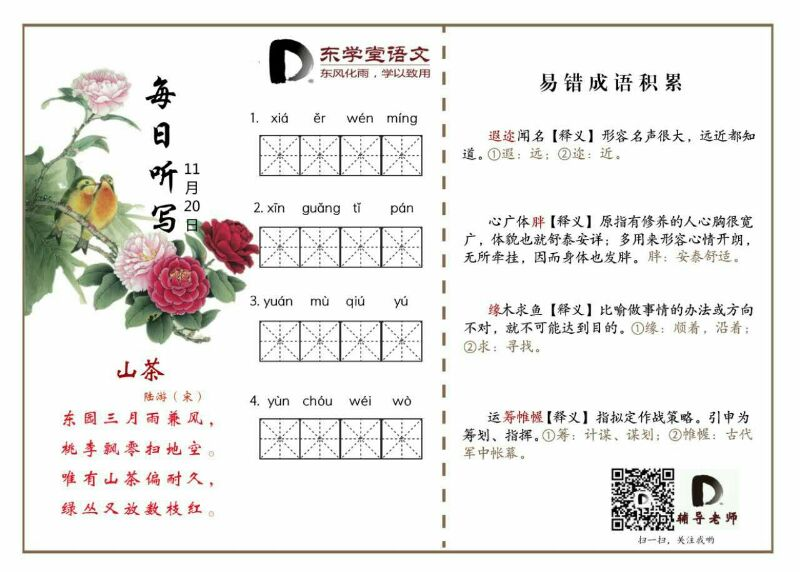 每日听写
11月20日
东学堂语文
东风化雨，学以致用
1. xiá ěr wén míng
2. xīn guǎng tǐ pán
3. yuán mù qiú yú
4. yùn chóu wéi wò
山茶
陆游（宋）
东园三月雨兼风，
桃李飘零扫地空。
唯有山茶偏耐久，
绿丛又放数枝红。
易错成语积累
遐迩闻名【释义】形容名声很大，远近都知
道。①遐：远；②迩：近。
心广体胖【释义】原指有修养的人心胸很宽
广，体貌也就舒泰安详；多用来形容心情开朗，
无所牵挂，因而身体也发胖。胖：安泰舒适。
缘木求鱼【释义】比喻做事情的办法或方向
不对，就不可能达到目的。①缘：顺着，沿着；
②求：寻找。
运筹帷幄【释义】指拟定作战策略。引申为
筹划、指挥。①筹：计谋、谋划；②帷幄：古代
军中帐幕。
辅导老师
扫一扫，关注我哟